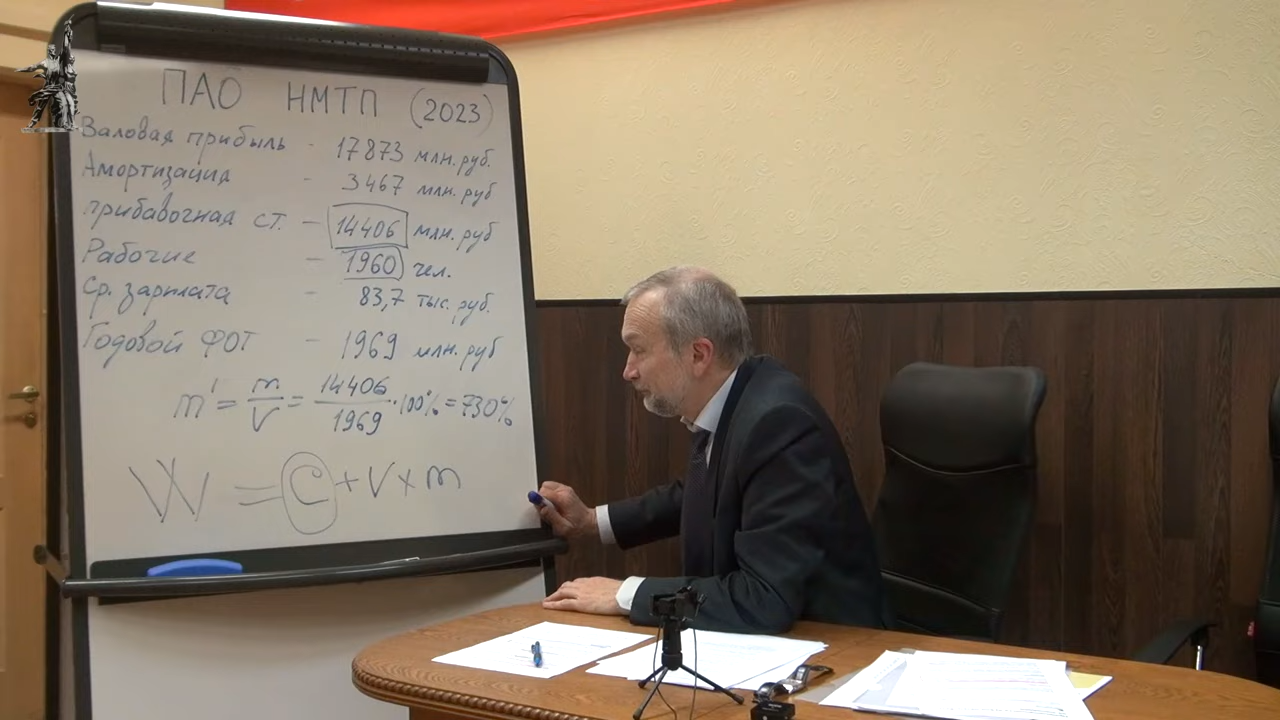 ПАО НМТП (2023)
Валовая прибыль - 17873 млн. руб.
Амортизация - 3467 млн. руб
прибавочная ст. - 14406 млн. руб
Рабочие - 1960 чел.
Ср. зарплата - 83,7 тыс. руб.
Годовой ФОТ - 1969 млн. руб
m' = m/V = 14406/1969 · 100% = 730%
W = C + V × m